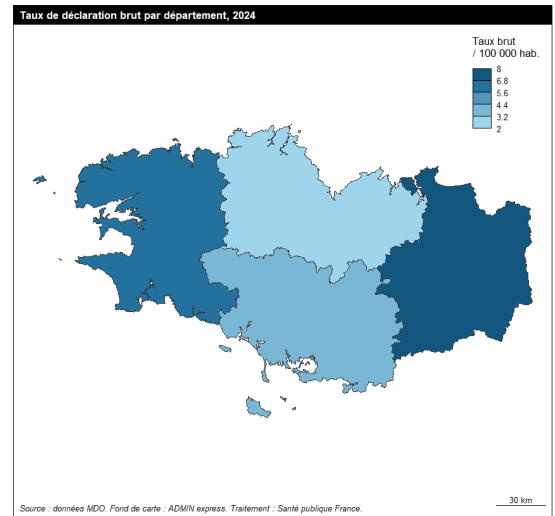 Taux de déclaration brut par département, 2024
Taux brut
/ 100 000 hab.
8
6.8
5.6
4.4
3.2
2
30 km
Source : données MDO. Fond de carte : ADMIN express. Traitement : Santé publique France.